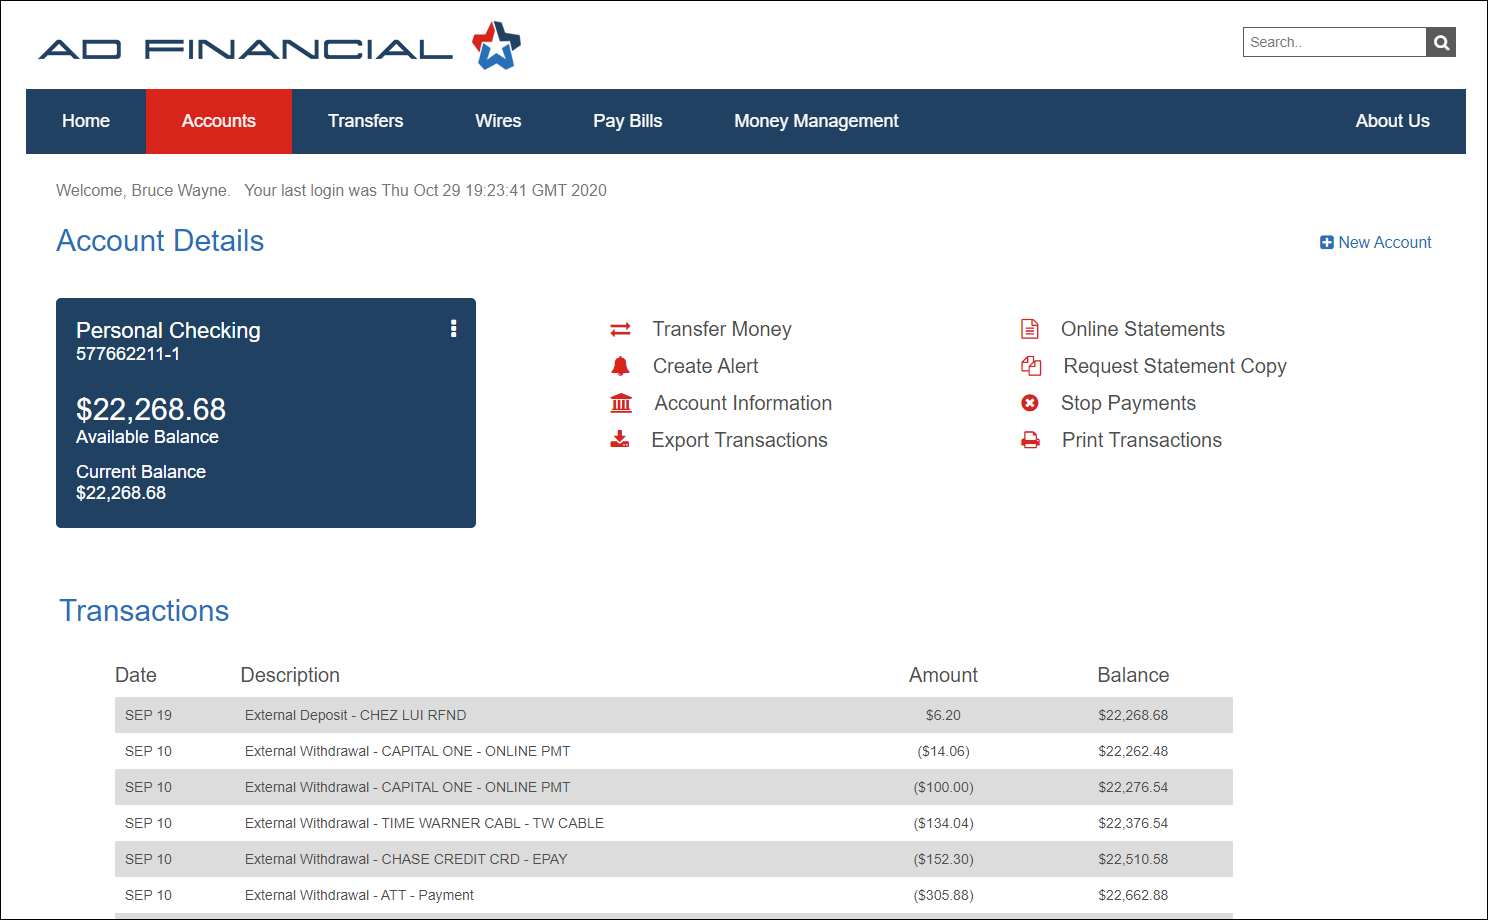 AD FINANCIAL
Search..
Home Accounts Transfers Wires Pay Bills Money Management About Us
Welcome, Bruce Wayne. Your last login was Thu Oct 29 19:23:41 GMT 2020
Account Details
New Account
Personal Checking
577662211-1
$22,268.68
Available Balance
Current Balance
$22,268.68
Transfer Money
Create Alert
Account Information
Export Transactions
Online Statements
Request Statement Copy
Stop Payments
Print Transactions
Transactions
Date Description Amount Balance
SEP 19 External Deposit - CHEZ LUI RFND $6.20 $22,268.68
SEP 10 External Withdrawal - CAPITAL ONE - ONLINE PMT ($14.06) $22,262.48
SEP 10 External Withdrawal - CAPITAL ONE - ONLINE PMT ($100.00) $22,276.54
SEP 10 External Withdrawal - TIME WARNER CABL - TW CABLE ($134.04) $22,376.54
SEP 10 External Withdrawal - CHASE CREDIT CRD - EPAY ($152.30) $22,510.58
SEP 10 External Withdrawal - ATT - Payment ($305.88) $22,662.88